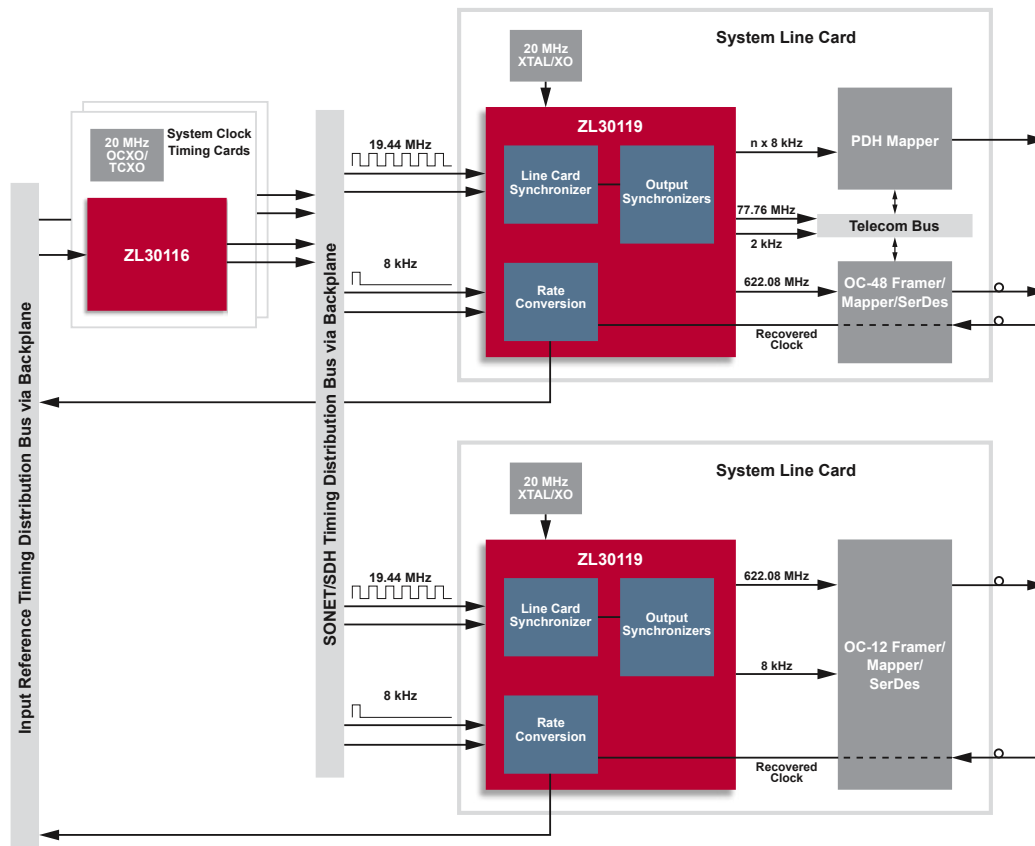 Input Reference Timing Distribution Bus via Backplane
System Clock
Timing Cards
20 MHz
OCXO/
TCXO
ZL30116
SONET/SDH Timing Distribution Bus via Backplane
System Line Card
20 MHz
XTAL/XO
ZL30119
19.44 MHz
Line Card
Synchronizer
Output
Synchronizers
8 kHz
Rate
Conversion
n x 8 kHz
77.76 MHz
2 kHz
622.08 MHz
Recovered
Clock
PDH Mapper
Telecom Bus
OC-48 Framer/
Mapper/SerDes
System Line Card
20 MHz
XTAL/XO
ZL30119
19.44 MHz
Line Card
Synchronizer
Output
Synchronizers
8 kHz
Rate
Conversion
622.08 MHz
8 kHz
Recovered
Clock
OC-12 Framer/
Mapper/
SerDes